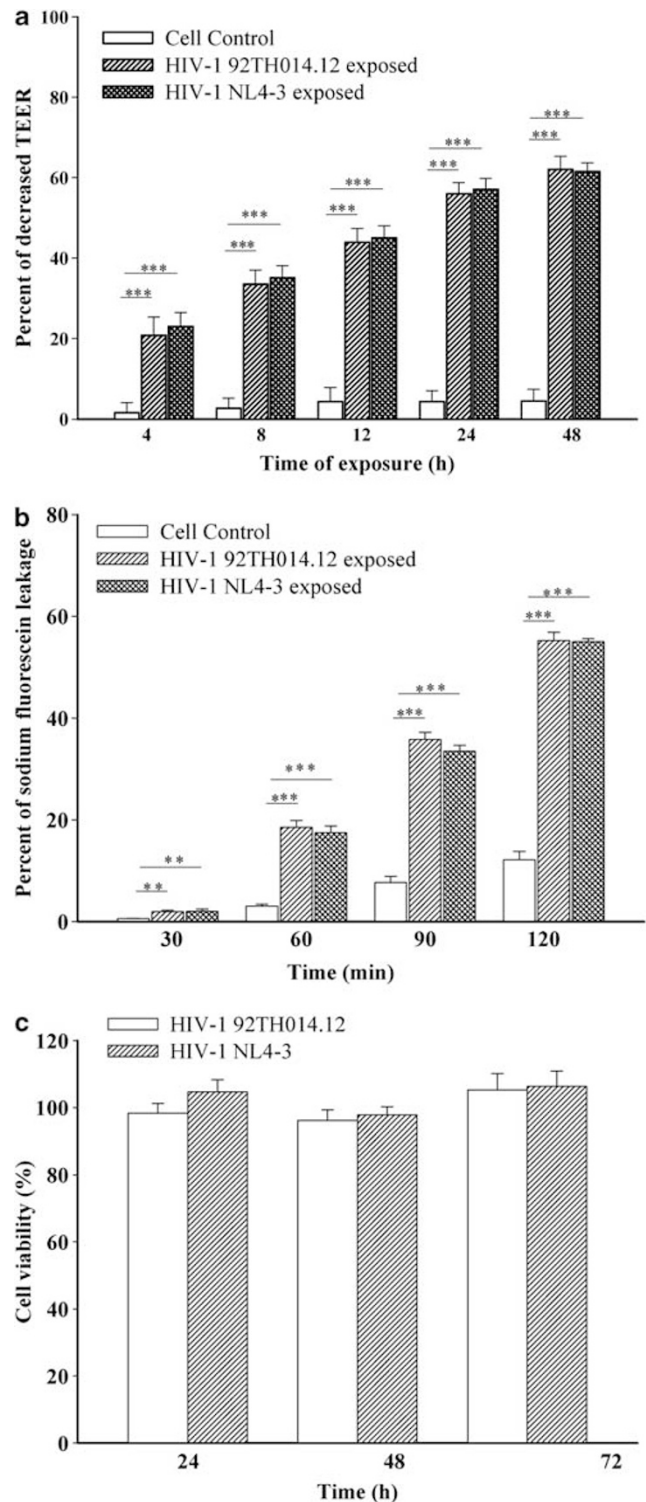 a
100
80
60
40
20
0
Percent of decreased TEER
Cell Control
HIV-1 92TH014.12 exposed
HIV-1 NL4-3 exposed
*** ***
*** ***
*** ***
*** ***
*** ***
4 8 12 24 48
Time of exposure (h)
b
80
60
40
20
0
Percent of sodium fluorescein leakage
Cell Control
HIV-1 92TH014.12 exposed
HIV-1 NL4-3 exposed
** **
*** ***
*** ***
*** ***
30 60 90 120
Time (min)
c
120
100
80
60
40
20
0
Cell viability (%)
HIV-1 92TH014.12
HIV-1 NL4-3
24 48 72
Time (h)